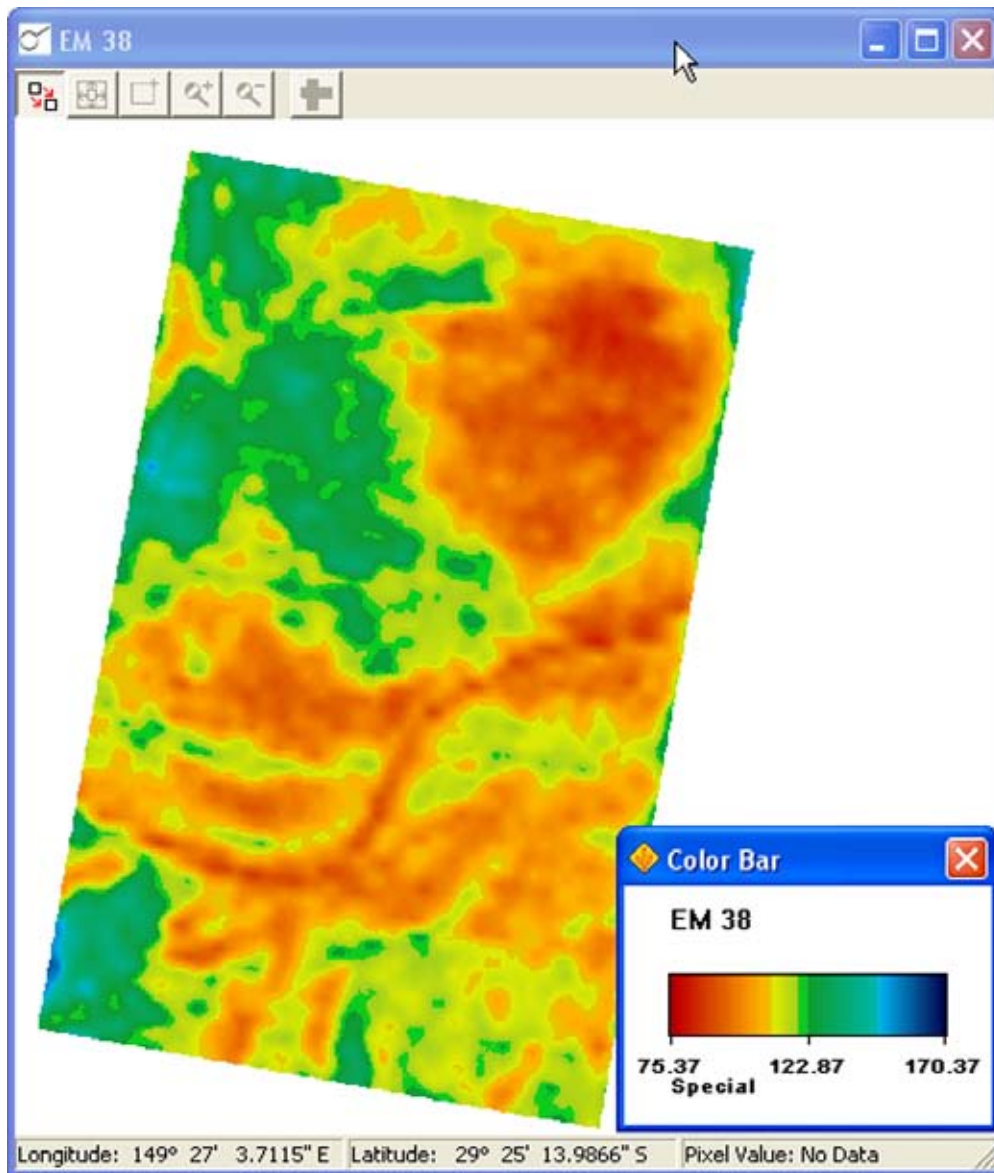 EM 38
Color Bar
EM 38
75.37 122.87 170.37
Special
Longitude: 149° 27' 3.7115" E Latitude: 29° 25' 13.9866" S Pixel Value: No Data